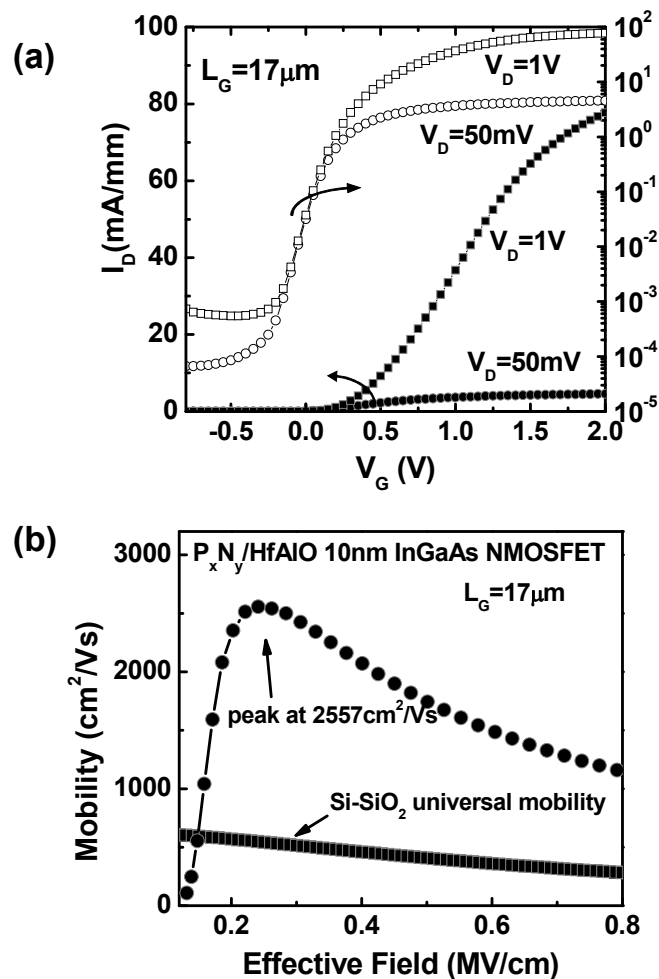 (a)
L_G=17μm
V_D=1V
V_D=50mV
V_D=1V
V_D=50mV
I_D(mA/mm)
100
80
60
40
20
0
10^2
10^1
10^0
10^-1
10^-2
10^-3
10^-4
10^-5
-0.5 0.0 0.5 1.0 1.5 2.0
V_G (V)
(b)
P_xN_y/HfAlO 10nm InGaAs NMOSFET
L_G=17μm
peak at 2557cm^2/Vs
Si-SiO_2 universal mobility
Mobility (cm^2/Vs)
3000
2500
2000
1500
1000
500
0
0.2 0.4 0.6 0.8
Effective Field (MV/cm)